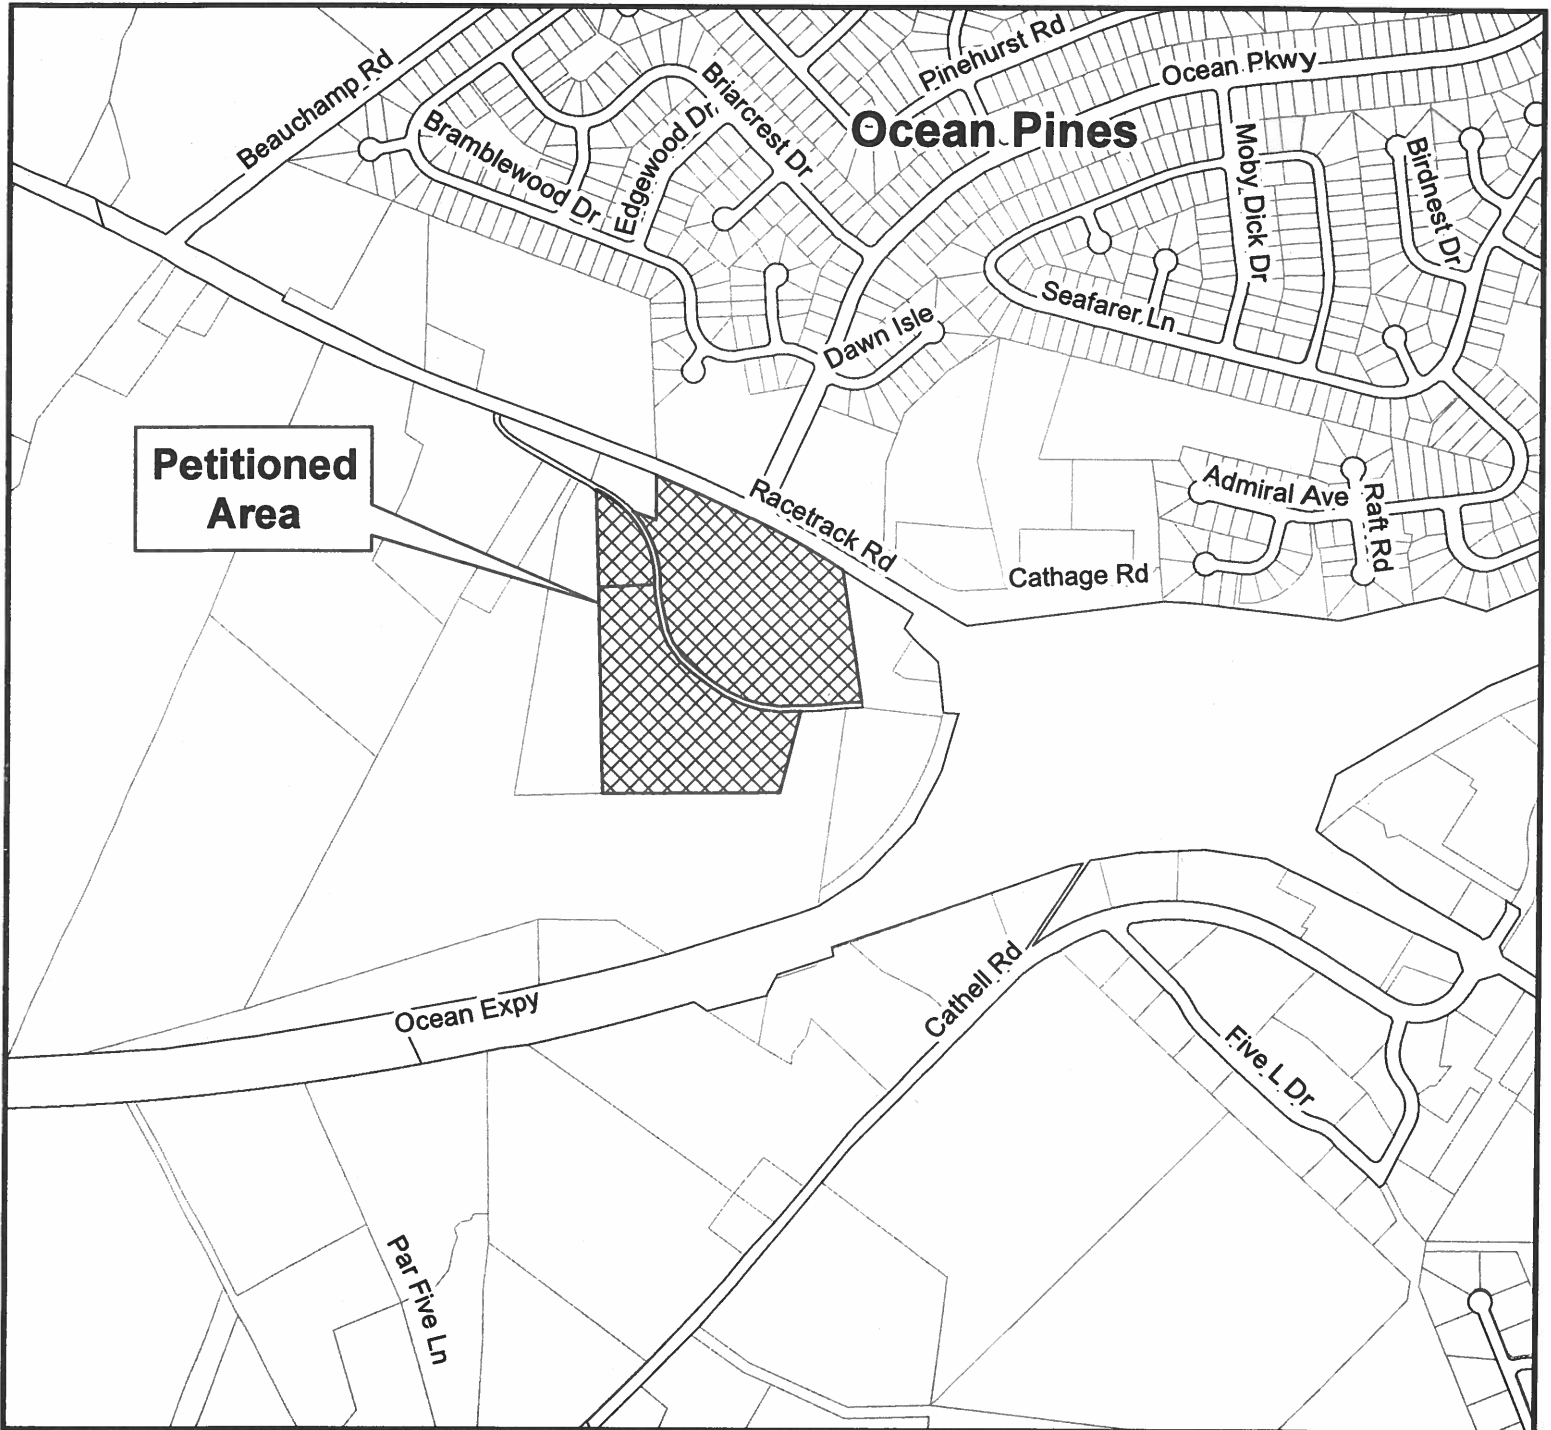 Pinehurst Rd
Ocean Pkwy
Beauchamp Rd
Briarcrest Dr
Ocean Pines
Bramblewood Dr
Edgewood Dr
Moby Dick Dr
Birdnest Dr
Seafarer Ln
Dawn Isle
Petitioned
Area
Racetrack Rd
Admiral Ave
Raft Rd
Cathage Rd
Ocean Expy
Cathell Rd
Five L Dr
Par Five Ln